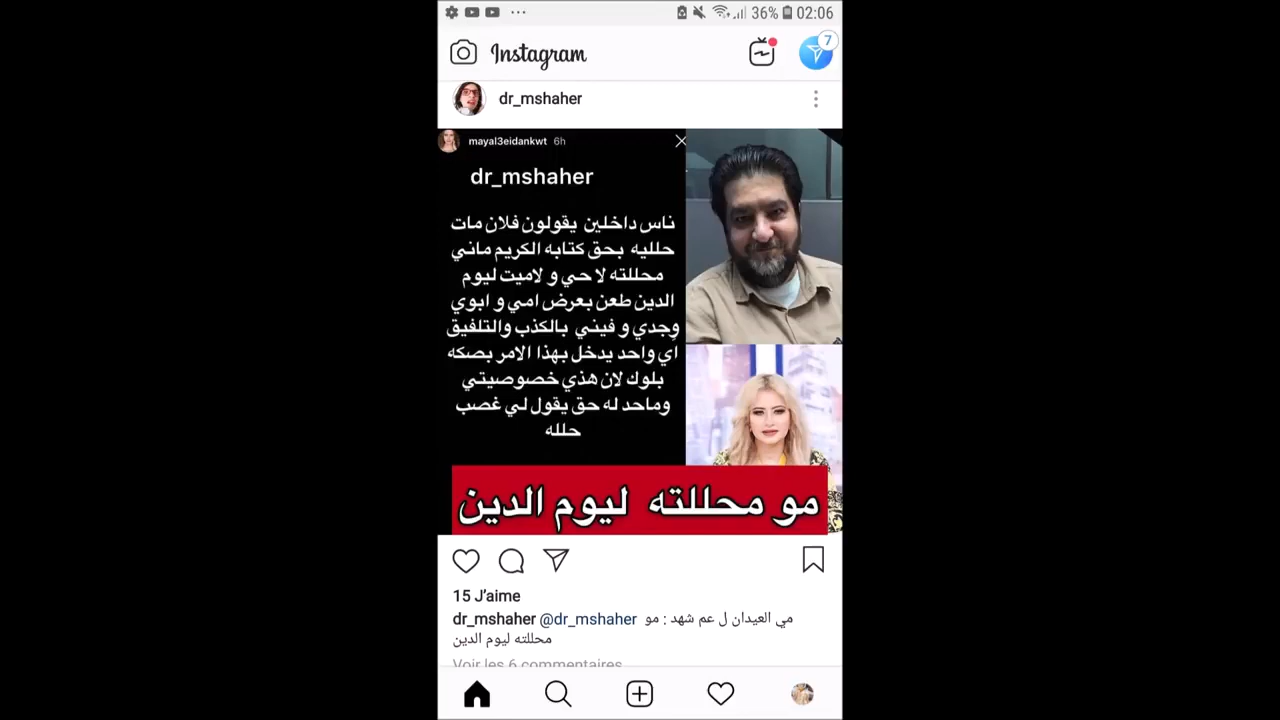 36% 02:06
Instagram
7
dr_mshaher
mayal3eidankwt 6h
dr_mshaher
ناس داخلين يقولون فلان مات
حلليه بحق كتابه الكريم ماني
محللته لا حي و لاميت ليوم
الدين طعن بعرض امي و ابوي
وجدي و فيني بالكذب والتلفيق
اي واحد يدخل بهذا الامر بصكه
بلوك لان هذي خصوصيتي
وماحد له حق يقول لي غصب
حلله
مو محللته ليوم الدين
15 J'aime
dr_mshaher @dr_mshaher مي العيدان ل عم شهد : مو
محللته ليوم الدين
Voir les 6 commentaires